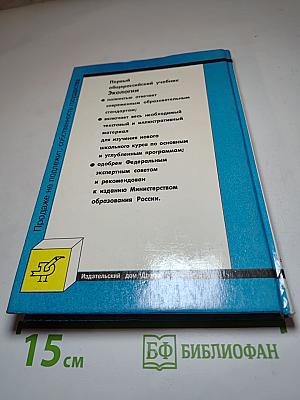 Первый
общероссийский учебник
Экологии
● полностью отвечает
современным образовательным
стандартам;
● включает весь необходимый
текстовый и иллюстративный
материал
для изучения нового
школьного курса по основным
и углубленным программам;
● одобрен Федеральным
экспертным советом
и рекомендован
к изданию Министерством
образования России.
Продаже не подлежит
Издательский дом "Дрофа"
15 см
БФ БИБЛИОФАН